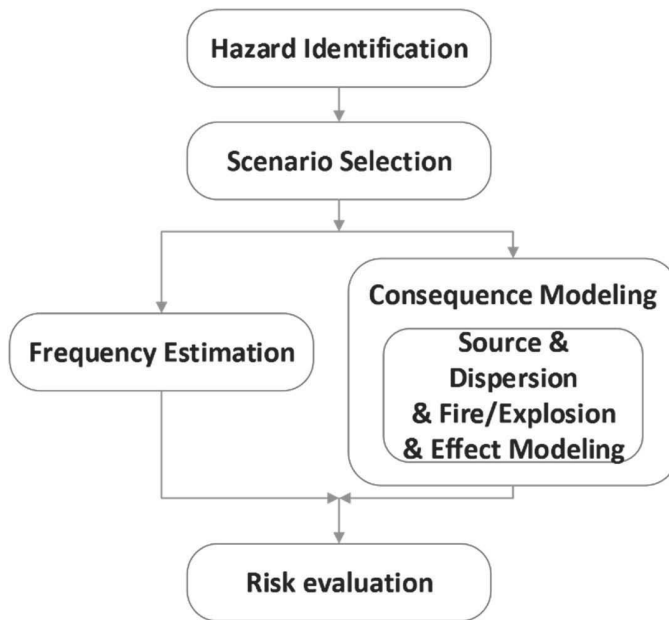 Hazard Identification
Scenario Selection
Frequency Estimation
Consequence Modeling
Source &
Dispersion
& Fire/Explosion
& Effect Modeling
Risk evaluation